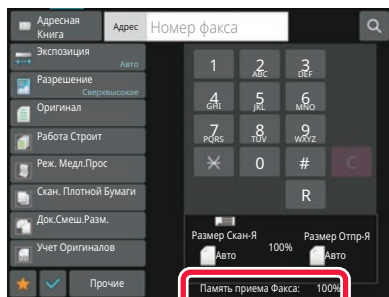 Адресная
Книга
Адрес
Номер факса
Экспозиция
Авто
Разрешение
Сверхвысокое
Оригинал
Работа Строит
Реж. Медл.Прос
Скан. Плотной Бумаги
Док.Смеш.Разм.
Учет Оригиналов
Прочие
1
2
ABC
3
DEF
4
GHI
5
JKL
6
MNO
7
PQRS
8
TUV
9
WXYZ
0
#
C
R
Размер Скан-Я
Размер Отпр-Я
100%
Авто
Авто
Память приема Факса: 100%